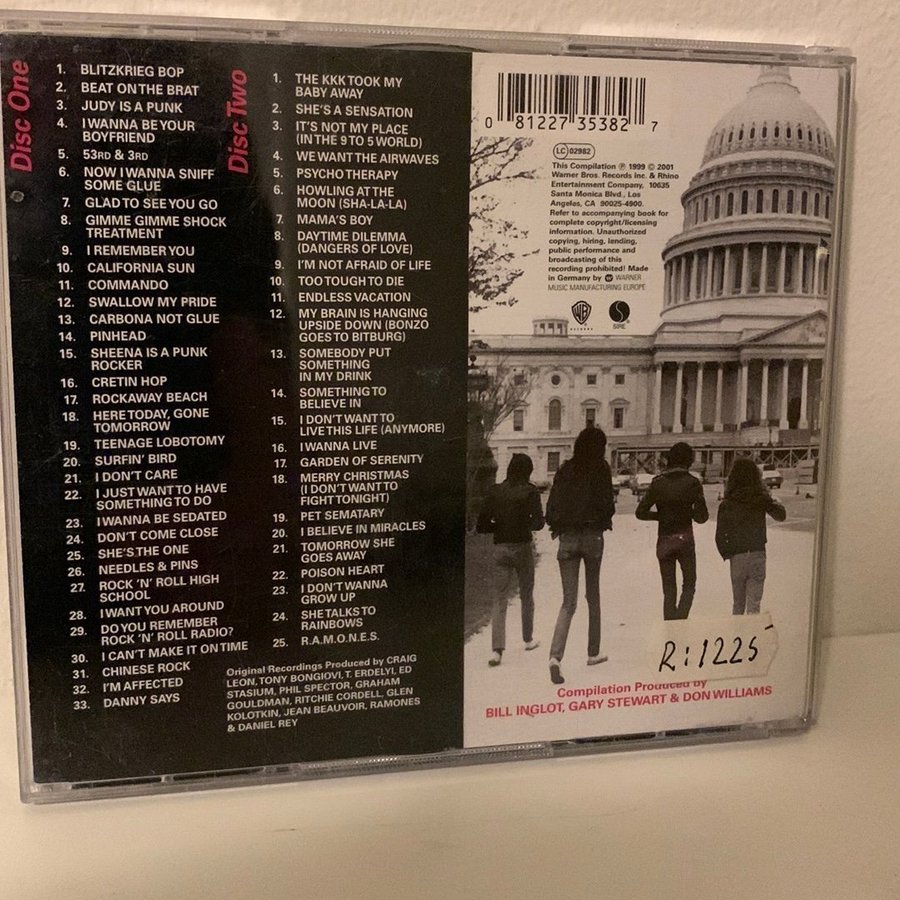 Disc One
1. BLITZKRIEG BOP
2. BEAT ON THE BRAT
3. JUDY IS A PUNK
4. I WANNA BE YOUR
BOYFRIEND
5. 53RD & 3RD
6. NOW I WANNA SNIFF
SOME GLUE
7. GLAD TO SEE YOU GO
8. GIMME GIMME SHOCK
TREATMENT
9. I REMEMBER YOU
10. CALIFORNIA SUN
11. COMMANDO
12. SWALLOW MY PRIDE
13. CARBONA NOT GLUE
14. PINHEAD
15. SHEENA IS A PUNK
ROCKER
16. CRETIN HOP
17. ROCKAWAY BEACH
18. HERE TODAY, GONE
TOMORROW
19. TEENAGE LOBOTOMY
20. SURFIN' BIRD
21. I DON'T CARE
22. I JUST WANT TO HAVE
SOMETHING TO DO
23. I WANNA BE SEDATED
24. DON'T COME CLOSE
25. SHE'S THE ONE
26. NEEDLES & PINS
27. ROCK 'N' ROLL HIGH
SCHOOL
28. I WANT YOU AROUND
29. DO YOU REMEMBER
ROCK 'N' ROLL RADIO?
30. I CAN'T MAKE IT ON TIME
31. CHINESE ROCK
32. I'M AFFECTED
33. DANNY SAYS
Disc Two
1. THE KKK TOOK MY
BABY AWAY
2. SHE'S A SENSATION
3. IT'S NOT MY PLACE
(IN THE 9 TO 5 WORLD)
4. WE WANT THE AIRWAVES
5. PSYCHO THERAPY
6. HOWLING AT THE
MOON (SHA-LA-LA)
7. MAMA'S BOY
8. DAYTIME DILEMMA
(DANGERS OF LOVE)
9. I'M NOT AFRAID OF LIFE
10. TOO TOUGH TO DIE
11. ENDLESS VACATION
12. MY BRAIN IS HANGING
UPSIDE DOWN (BONZO
GOES TO BITBURG)
13. SOMEBODY PUT
SOMETHING
IN MY DRINK
14. SOMETHING TO
BELIEVE IN
15. I DON'T WANT TO
LIVE THIS LIFE (ANYMORE)
16. I WANNA LIVE
17. GARDEN OF SERENITY
18. MERRY CHRISTMAS
(I DON'T WANT TO
FIGHT TONIGHT)
19. PET SEMATARY
20. I BELIEVE IN MIRACLES
21. TOMORROW SHE
GOES AWAY
22. POISON HEART
23. I DON'T WANNA
GROW UP
24. SHE TALKS TO
RAINBOWS
25. R.A.M.O.N.E.S.
Original Recordings Produced by CRAIG
LEON, TONY BONGIOVI, T. ERDELYI, ED
STASIUM, PHIL SPECTOR, GRAHAM
GOULDMAN, RITCHIE CORDELL, GLEN
KOLOTKIN, JEAN BEAUVOIR, RAMONES
& DANIEL REY
0 81227 35382 7
LC 02982
This Compilation ℗ 1999 © 2001
Warner Bros. Records Inc. & Rhino
Entertainment Company, 10635
Santa Monica Blvd., Los
Angeles, CA 90025-4900.
Refer to accompanying book for
complete copyright/licensing
information. Unauthorized
copying, hiring, lending,
public performance and
broadcasting of this
recording prohibited! Made
in Germany by WARNER
MUSIC MANUFACTURING EUROPE
WB
RECORDS
SIRE
R:1225
Compilation Produced by
BILL INGLOT, GARY STEWART & DON WILLIAMS